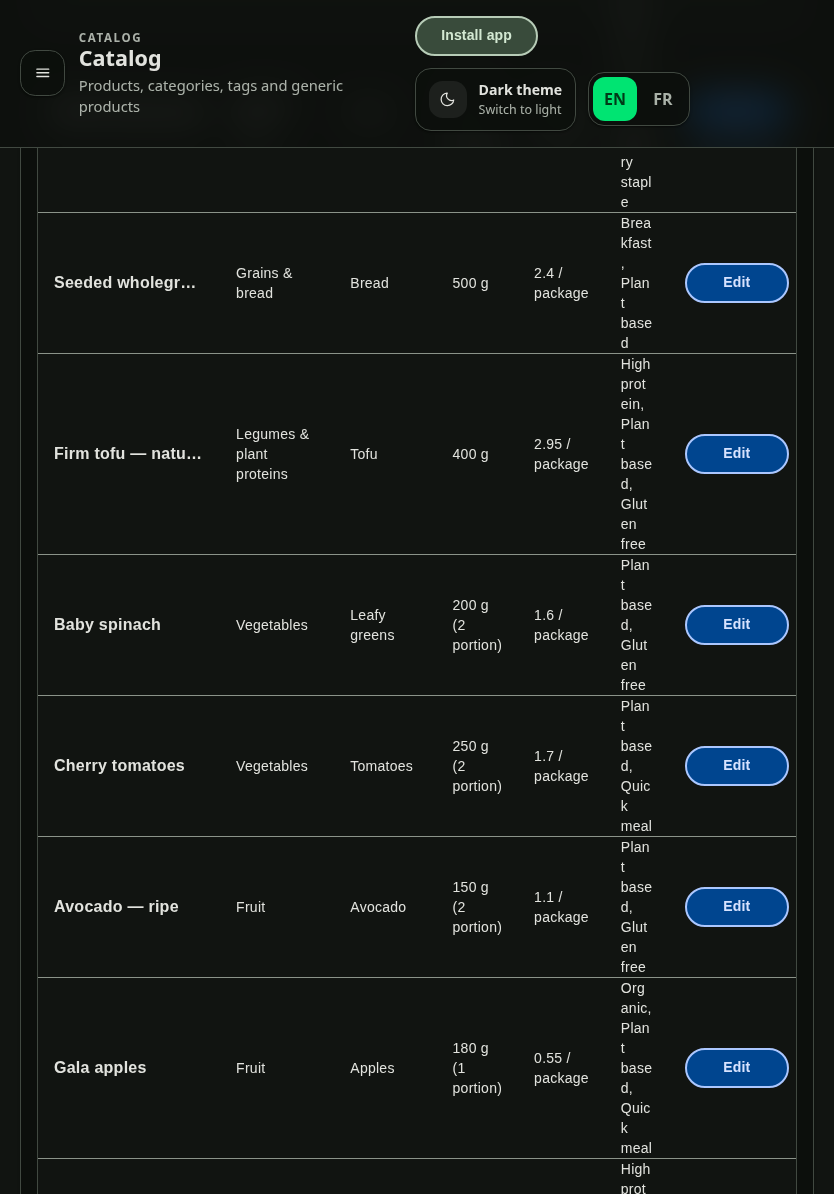 CATALOG
Catalog
Products, categories, tags and generic
products
Install app
Dark theme
Switch to light
EN
FR
ry
stapl
e
Seeded wholegr…
Grains &
bread
Bread
500 g
2.4 /
package
Brea
kfast
,
Plan
t
base
d
Edit
Firm tofu — natu…
Legumes &
plant
proteins
Tofu
400 g
2.95 /
package
High
prot
ein,
Plan
t
base
d,
Glut
en
free
Edit
Baby spinach
Vegetables
Leafy
greens
200 g
(2
portion)
1.6 /
package
Plan
t
base
d,
Glut
en
free
Edit
Cherry tomatoes
Vegetables
Tomatoes
250 g
(2
portion)
1.7 /
package
Plan
t
base
d,
Quic
k
meal
Edit
Avocado — ripe
Fruit
Avocado
150 g
(2
portion)
1.1 /
package
Plan
t
base
d,
Glut
en
free
Edit
Gala apples
Fruit
Apples
180 g
(1
portion)
0.55 /
package
Org
anic,
Plan
t
base
d,
Quic
k
meal
Edit
High
prot